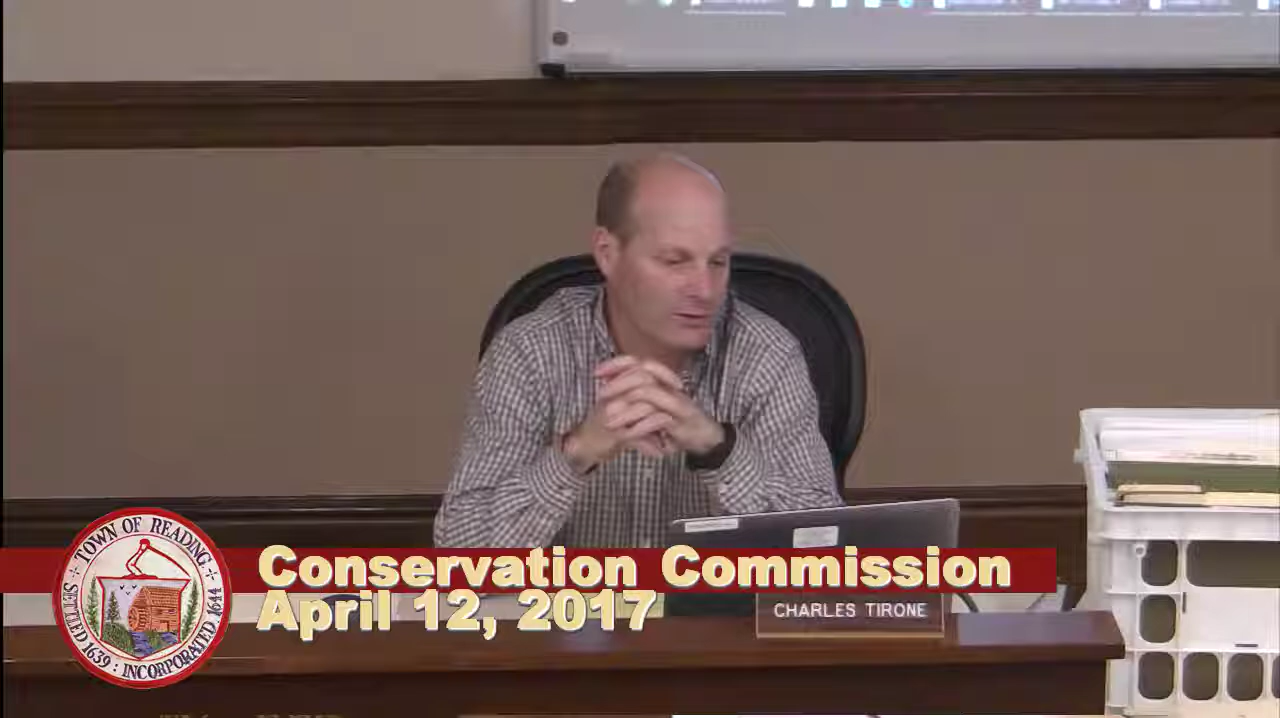 Conservation Commission
April 12, 2017
CHARLES TIRONE
TOWN OF READING
SETTLED 1639 : INCORPORATED 1644